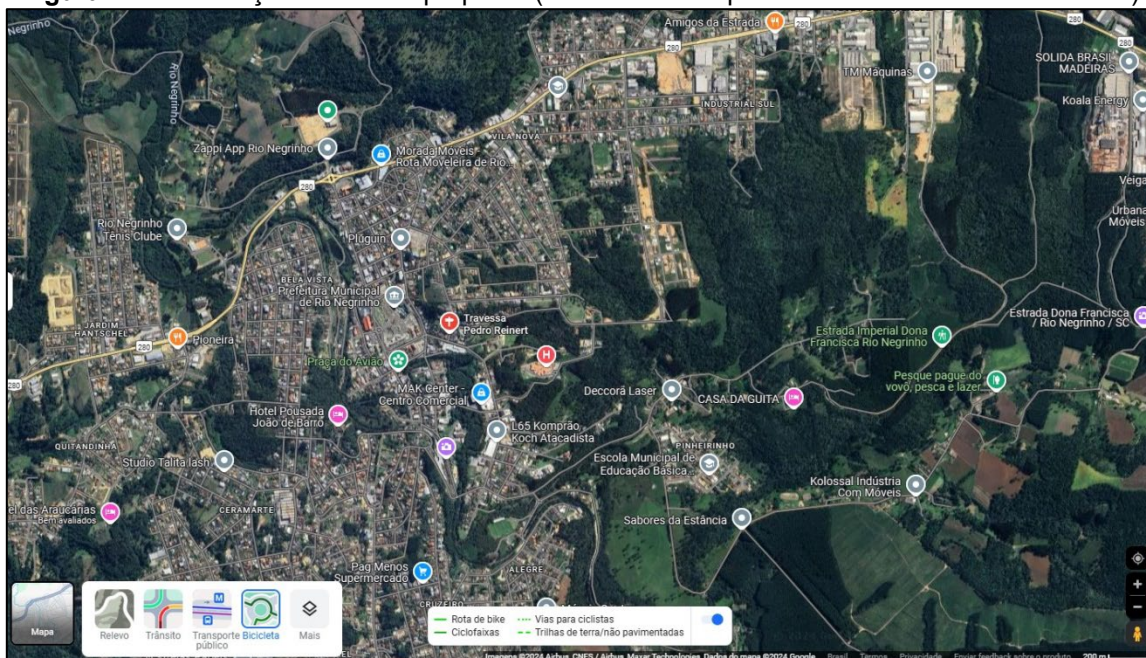 Negrinho
Rio Negrinho
Amigos da Estrada
280
280
280
SOLIDA BRASIL
MADEIRAS
TM Máquinas
Koala Energy
INDUSTRIAL SUL
VILA NOVA
Zappi App Rio Negrinho
Morada Móveis
Rota Moveleira de Rio...
280
Veiga
Urbana
Móveis
Rio Negrinho
Tênis Clube
Plúguin
BELA VISTA
Prefeitura Municipal
de Rio Negrinho
Travessa
Pedro Reinert
Estrada Dona Francisca
/ Rio Negrinho / SC
JARDIM
HANTSCHEL
Pioneira
280
280
Estrada Imperial Dona
Francisca Rio Negrinho
Praça do Avião
H
Pesque pague do
vovô, pesca e lazer
MAK Center -
Centro Comercial
Deccorá Laser
CASA DA GUITA
Hotel Pousada
João de Barro
L65 Komprão
Koch Atacadista
QUITANDINHA
PINHEIRINHO
Studio Talita lash
Escola Municipal de
Educação Básica...
Kolossal Indústria
Com Móveis
el das Araucárias
Bem avaliados
CERAMARTE
Sabores da Estância
Pag Menos
Supermercado
ALEGRE
CRUZEIRO
Mapa
Relevo
Trânsito
M
Transporte
público
Bicicleta
Mais
Rota de bike
Vias para ciclistas
Ciclofaixas
Trilhas de terra/não pavimentadas
Imagens ©2024 Airbus, CNES / Airbus, Maxar Technologies, Dados do mapa ©2024 Google
Brasil
Termos
Privacidade
Enviar feedback sobre o produto
200 m